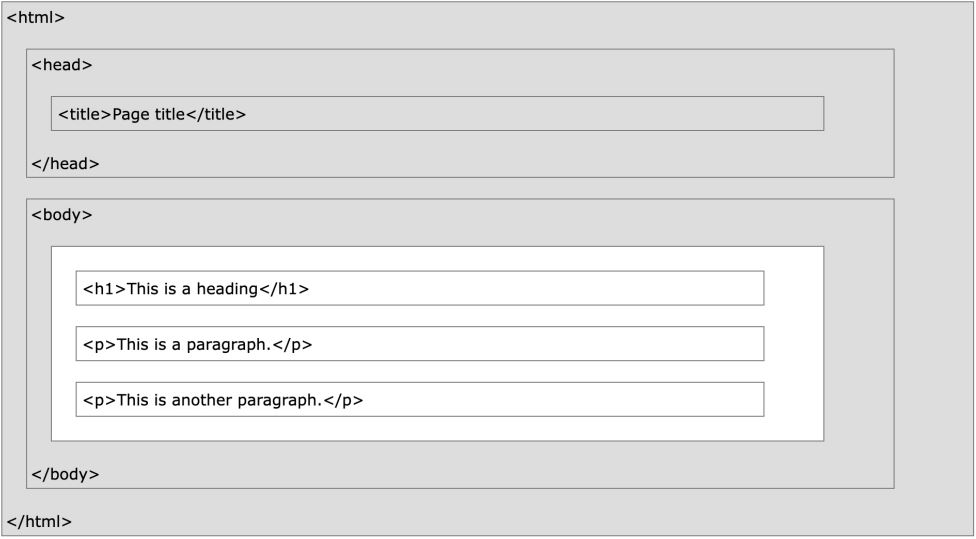 <html>
<head>
<title>Page title</title>
</head>
<body>
<h1>This is a heading</h1>
<p>This is a paragraph.</p>
<p>This is another paragraph.</p>
</body>
</html>